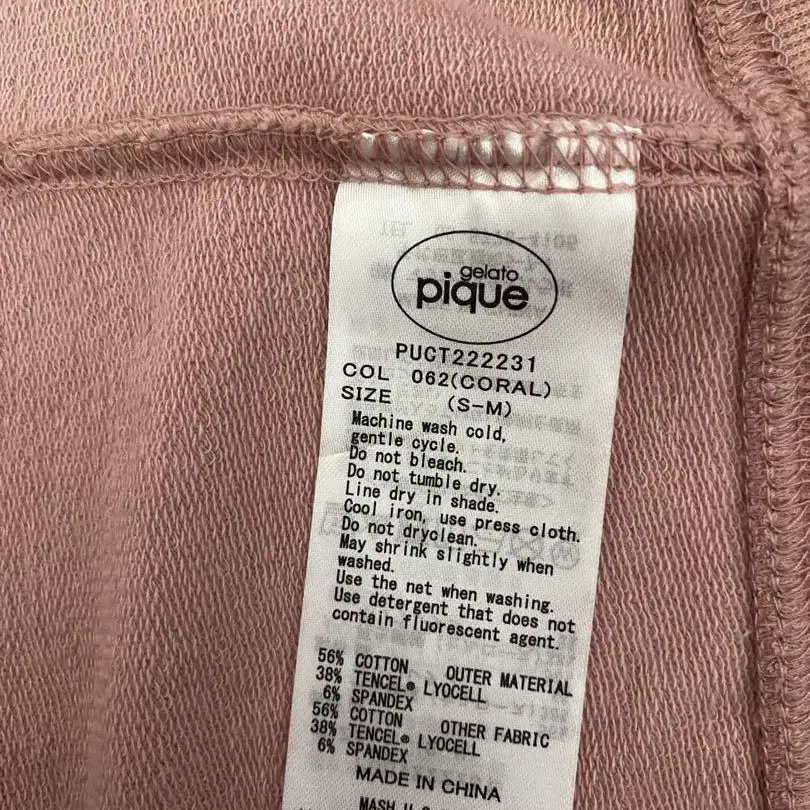 gelato
pique
PUCT222231
COL 062(CORAL)
SIZE (S-M)
Machine wash cold,
gentle cycle.
Do not bleach.
Do not tumble dry.
Line dry in shade.
Cool iron, use press cloth.
Do not dryclean.
May shrink slightly when
washed.
Use the net when washing.
Use detergent that does not
contain fluorescent agent.
56% COTTON OUTER MATERIAL
38% TENCEL® LYOCELL
6% SPANDEX
56% COTTON OTHER FABRIC
38% TENCEL® LYOCELL
6% SPANDEX
MADE IN CHINA
MASH